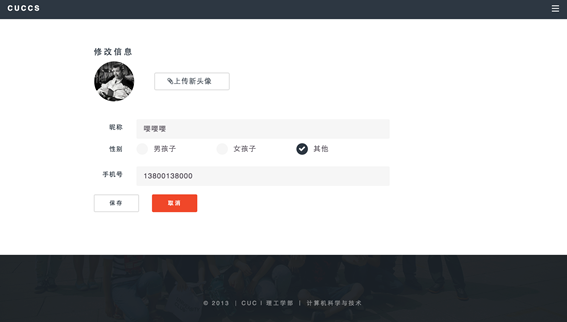 CUCCS
修改信息
上传新头像
昵称 嘤嘤嘤
性别 男孩子 女孩子 其他
手机号 13800138000
保存 取消
© 2013 | CUC | 理工学部 | 计算机科学与技术